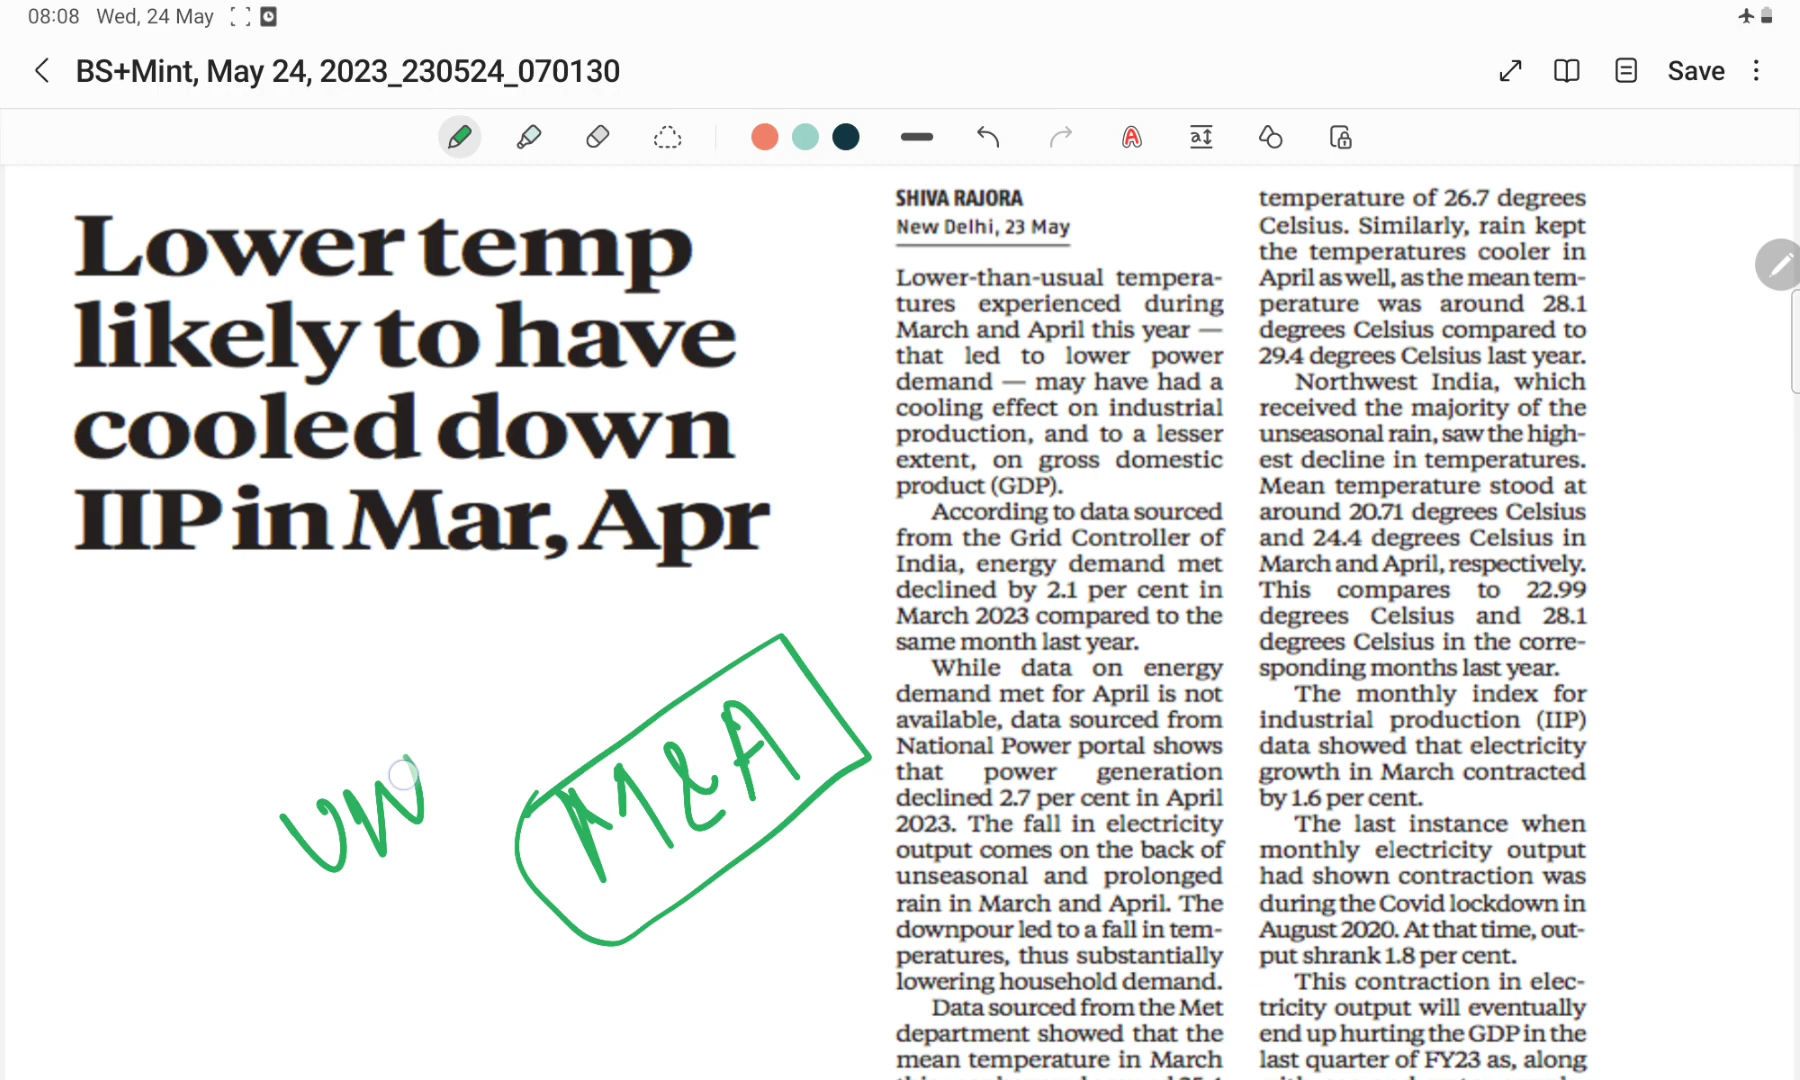 08:08 Wed, 24 May
BS+Mint, May 24, 2023_230524_070130
Save
Lower temp
likely to have
cooled down
IIP in Mar, Apr
M&A
SHIVA RAJORA
New Delhi, 23 May
Lower-than-usual tempera-
tures experienced during
March and April this year —
that led to lower power
demand — may have had a
cooling effect on industrial
production, and to a lesser
extent, on gross domestic
product (GDP).
According to data sourced
from the Grid Controller of
India, energy demand met
declined by 2.1 per cent in
March 2023 compared to the
same month last year.
While data on energy
demand met for April is not
available, data sourced from
National Power portal shows
that power generation
declined 2.7 per cent in April
2023. The fall in electricity
output comes on the back of
unseasonal and prolonged
rain in March and April. The
downpour led to a fall in tem-
peratures, thus substantially
lowering household demand.
Data sourced from the Met
department showed that the
mean temperature in March
temperature of 26.7 degrees
Celsius. Similarly, rain kept
the temperatures cooler in
April as well, as the mean tem-
perature was around 28.1
degrees Celsius compared to
29.4 degrees Celsius last year.
Northwest India, which
received the majority of the
unseasonal rain, saw the high-
est decline in temperatures.
Mean temperature stood at
around 20.71 degrees Celsius
and 24.4 degrees Celsius in
March and April, respectively.
This compares to 22.99
degrees Celsius and 28.1
degrees Celsius in the corre-
sponding months last year.
The monthly index for
industrial production (IIP)
data showed that electricity
growth in March contracted
by 1.6 per cent.
The last instance when
monthly electricity output
had shown contraction was
during the Covid lockdown in
August 2020. At that time, out-
put shrank 1.8 per cent.
This contraction in elec-
tricity output will eventually
end up hurting the GDP in the
last quarter of FY23 as, along